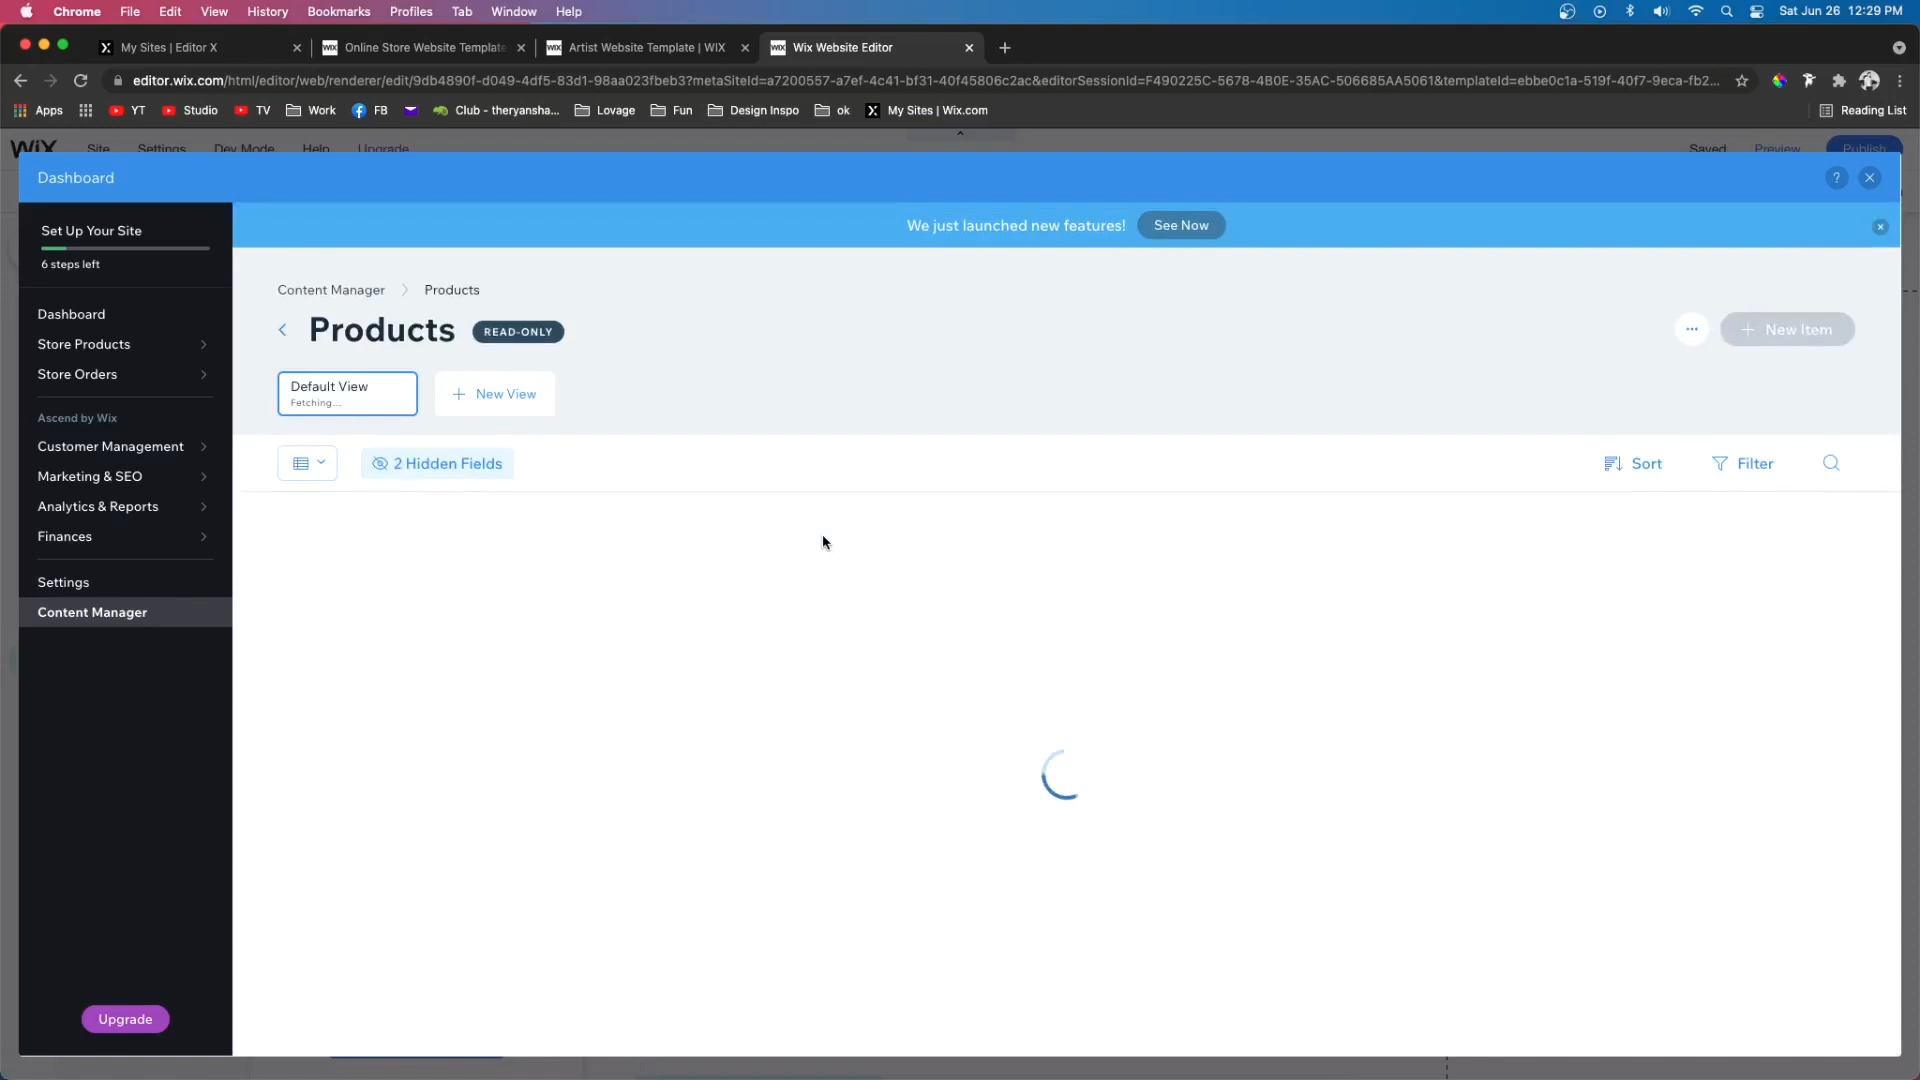 Chrome File Edit View History Bookmarks Profiles Tab Window Help Sat Jun 26 12:29 PM
My Sites | Editor X Online Store Website Template WIX Artist Website Template | WIX WIX Wix Website Editor
editor.wix.com/html/editor/web/renderer/edit/9db4890f-d049-4df5-83d1-98aa023fbeb3?metaSiteId=a7200557-a7ef-4c41-bf31-40f45806c2ac&editorSessionId=F490225C-5678-4B0E-35AC-506685AA5061&templateId=ebbe0c1a-519f-40f7-9eca-fb2...
Apps YT Studio TV Work FB Club - theryansha... Lovage Fun Design Inspo ok My Sites | Wix.com Reading List
WIX Site Settings Dev Mode Help Upgrade Saved Preview Publish
Dashboard ?
Set Up Your Site
6 steps left
We just launched new features! See Now
Dashboard
Store Products
Store Orders
Ascend by Wix
Customer Management
Marketing & SEO
Analytics & Reports
Finances
Settings
Content Manager
Upgrade
Content Manager > Products
Products READ-ONLY
... + New Item
Default View
Fetching...
+ New View
2 Hidden Fields
Sort Filter